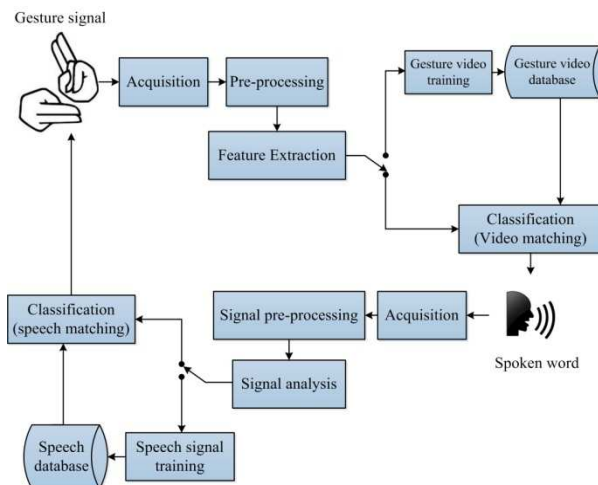 Gesture signal
Acquisition
Pre-processing
Gesture video
training
Gesture video
database
Feature Extraction
Classification
(Video matching)
Classification
(speech matching)
Signal pre-processing
Acquisition
Spoken word
Signal analysis
Speech
database
Speech signal
training